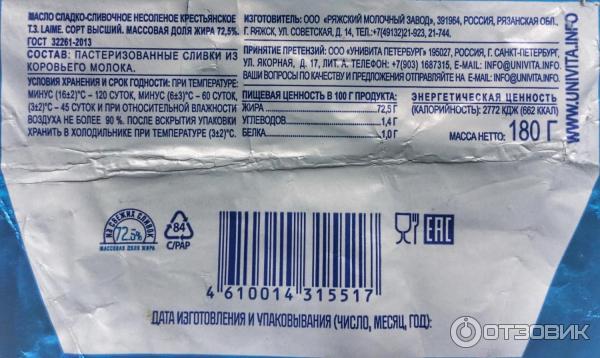 МАСЛО СЛАДКО-СЛИВОЧНОЕ НЕСОЛЕНОЕ КРЕСТЬЯНСКОЕ
Т.З. LAIME. СОРТ ВЫСШИЙ. МАССОВАЯ ДОЛЯ ЖИРА 72,5%.
ГОСТ 32261-2013
СОСТАВ: ПАСТЕРИЗОВАННЫЕ СЛИВКИ ИЗ
КОРОВЬЕГО МОЛОКА.
УСЛОВИЯ ХРАНЕНИЯ И СРОК ГОДНОСТИ: ПРИ ТЕМПЕРАТУРЕ:
МИНУС (16±2)°С – 120 СУТОК, МИНУС (6±3)°С – 60 СУТОК,
(3±2)°С – 45 СУТОК И ПРИ ОТНОСИТЕЛЬНОЙ ВЛАЖНОСТИ
ВОЗДУХА НЕ БОЛЕЕ 90 %. ПОСЛЕ ВСКРЫТИЯ УПАКОВКИ
ХРАНИТЬ В ХОЛОДИЛЬНИКЕ ПРИ ТЕМПЕРАТУРЕ (3±2)°С.
ИЗГОТОВИТЕЛЬ: ООО «РЯЖСКИЙ МОЛОЧНЫЙ ЗАВОД», 391964, РОССИЯ, РЯЗАНСКАЯ ОБЛ.,
Г. РЯЖСК, УЛ. СОВЕТСКАЯ, Д. 14, ТЕЛ.:+7(49132)21-923, 21-744.
ПРИНЯТИЕ ПРЕТЕНЗИЙ: ООО «УНИВИТА ПЕТЕРБУРГ» 195027, РОССИЯ, Г. САНКТ-ПЕТЕРБУРГ,
УЛ. ЯКОРНАЯ, Д. 17, ЛИТ. А. ТЕЛЕФОН: +7(903) 1687315, E-MAIL: INFO@UNIVITA.INFO
ВАШИ ВОПРОСЫ ПО КАЧЕСТВУ И ПРЕДЛОЖЕНИЯ ОТПРАВЛЯЙТЕ НА E-MAIL: INFO@UNIVITA.INFO
ПИЩЕВАЯ ЦЕННОСТЬ В 100 Г ПРОДУКТА:
ЖИРА 72,5Г
УГЛЕВОДОВ 1,4Г
БЕЛКА 1,0Г
ЭНЕРГЕТИЧЕСКАЯ ЦЕННОСТЬ
(КАЛОРИЙНОСТЬ): 2772 КДЖ (662 ККАЛ)
МАССА НЕТТО: 180 Г
WWW.UNIVITA.INFO
ИЗ СВЕЖИХ СЛИВОК
72.5%
МАССОВАЯ ДОЛЯ ЖИРА
84
C/PAP
EAC
4 610014 315517
ДАТА ИЗГОТОВЛЕНИЯ И УПАКОВЫВАНИЯ (ЧИСЛО, МЕСЯЦ, ГОД):
ОТЗОВИК